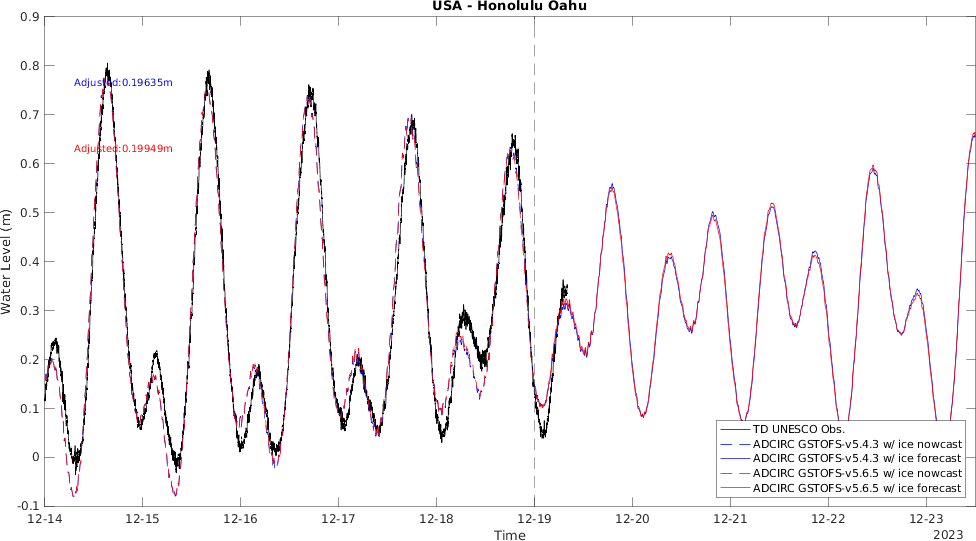 USA - Honolulu Oahu
0.9
0.8
0.7
0.6
0.5
0.4
0.3
0.2
0.1
0
-0.1
Water Level (m)
Adjusted:0.19635m
Adjusted:0.19949m
TD UNESCO Obs.
ADCIRC GSTOFS-v5.4.3 w/ ice nowcast
ADCIRC GSTOFS-v5.4.3 w/ ice forecast
ADCIRC GSTOFS-v5.6.5 w/ ice nowcast
ADCIRC GSTOFS-v5.6.5 w/ ice forecast
12-14 12-15 12-16 12-17 12-18 12-19 12-20 12-21 12-22 12-23
Time
2023